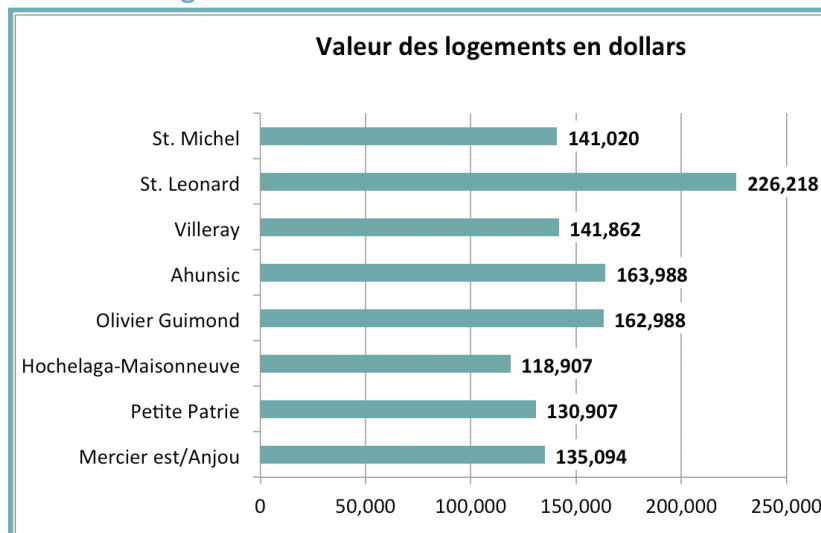 Valeur des logements en dollars
St. Michel 141,020
St. Leonard 226,218
Villeray 141,862
Ahunsic 163,988
Olivier Guimond 162,988
Hochelaga-Maisonneuve 118,907
Petite Patrie 130,907
Mercier est/Anjou 135,094
0 50,000 100,000 150,000 200,000 250,000